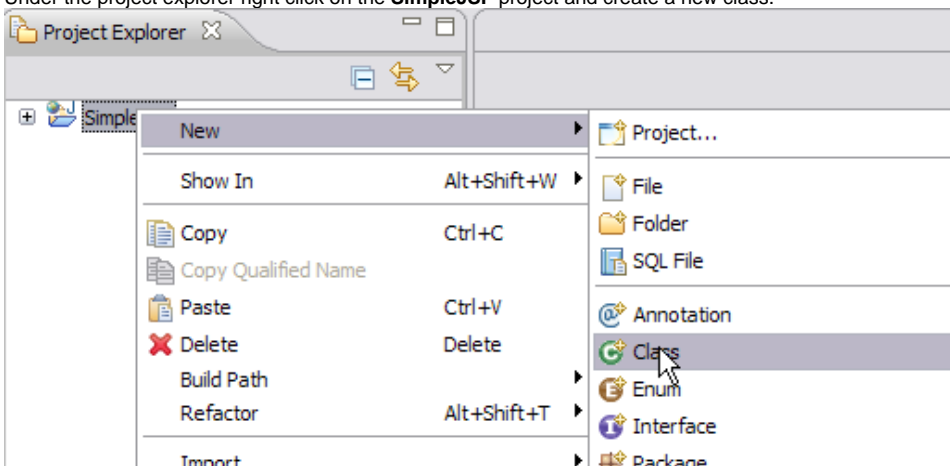 Under the project explorer right click on the SimpleJSF project and create a new class.
Project Explorer
Simple
New
Show In Alt+Shift+W
Copy Ctrl+C
Copy Qualified Name
Paste Ctrl+V
Delete Delete
Build Path
Refactor Alt+Shift+T
Import
Project...
File
Folder
SQL File
Annotation
Class
Enum
Interface
Package